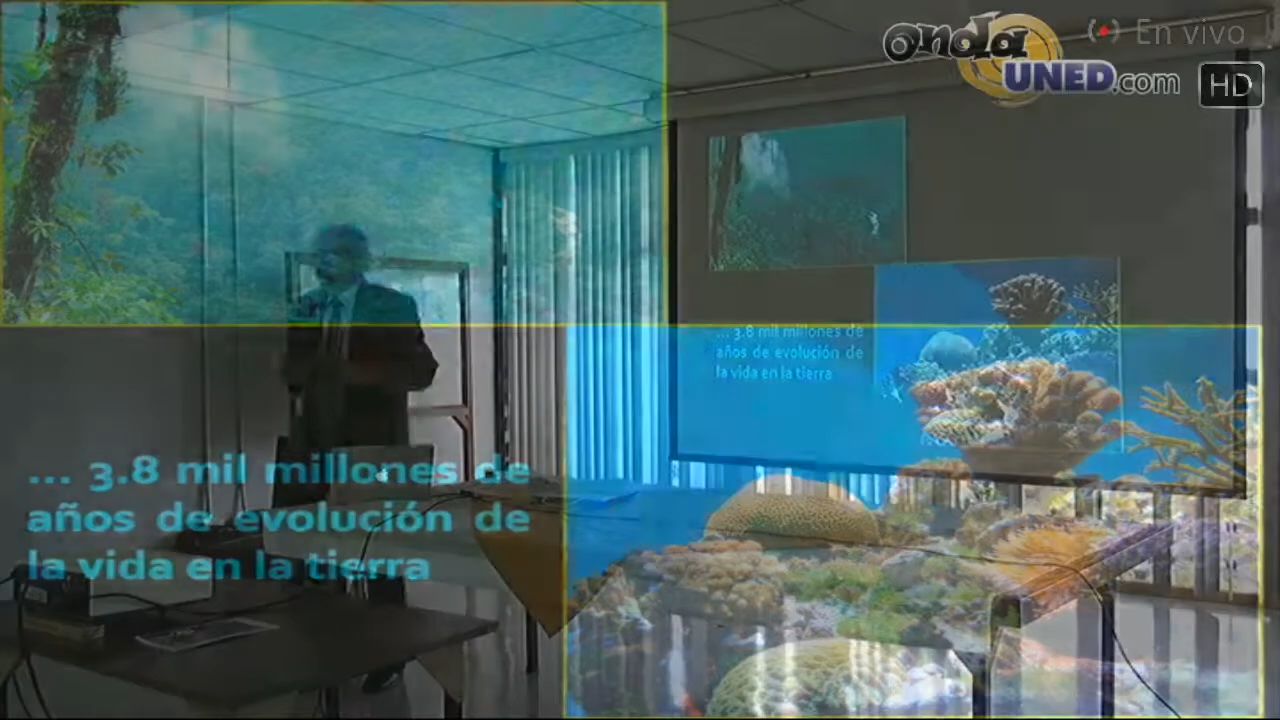 onda
UNED.com
En vivo
HD
... 3.8 mil millones de
años de evolución de
la vida en la tierra
... 3.8 mil millones de
años de evolución de
la vida en la tierra